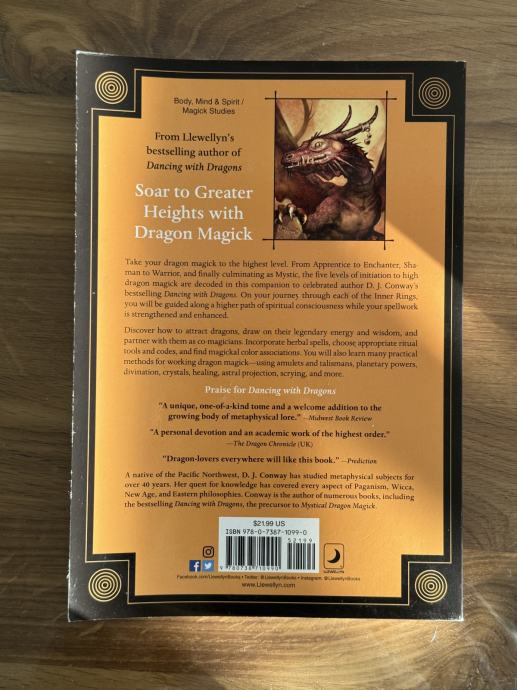 Body, Mind & Spirit /
Magick Studies
From Llewellyn's
bestselling author of
Dancing with Dragons
Soar to Greater
Heights with
Dragon Magick
Take your dragon magick to the highest level. From Apprentice to Enchanter, Sha-
man to Warrior, and finally culminating as Mystic, the five levels of initiation to high
dragon magick are decoded in this companion to celebrated author D. J. Conway's
bestselling Dancing with Dragons. On your journey through each of the Inner Rings,
you will be guided along a higher path of spiritual consciousness while your spellwork
is strengthened and enhanced.
Discover how to attract dragons, draw on their legendary energy and wisdom, and
partner with them as co-magicians. Incorporate herbal spells, choose appropriate ritual
tools and codes, and find magickal color associations. You will also learn many practical
methods for working dragon magick—using amulets and talismans, planetary powers,
divination, crystals, healing, astral projection, scrying, and more.
Praise for Dancing with Dragons
"A unique, one-of-a-kind tome and a welcome addition to the
growing body of metaphysical lore." —Midwest Book Review
"A personal devotion and an academic work of the highest order."
—The Dragon Chronicle (UK)
"Dragon-lovers everywhere will like this book." —Prediction
A native of the Pacific Northwest, D. J. Conway has studied metaphysical subjects for
over 40 years. Her quest for knowledge has covered every aspect of Paganism, Wicca,
New Age, and Eastern philosophies. Conway is the author of numerous books, including
the bestselling Dancing with Dragons, the precursor to Mystical Dragon Magick.
$21.99 US
ISBN 978-0-7387-1099-0
52199
9 780738 710990
LLEWELLYN
Facebook.com/LlewellynBooks • Twitter: @LlewellynBooks • Instagram: @LlewellynBooks
www.Llewellyn.com